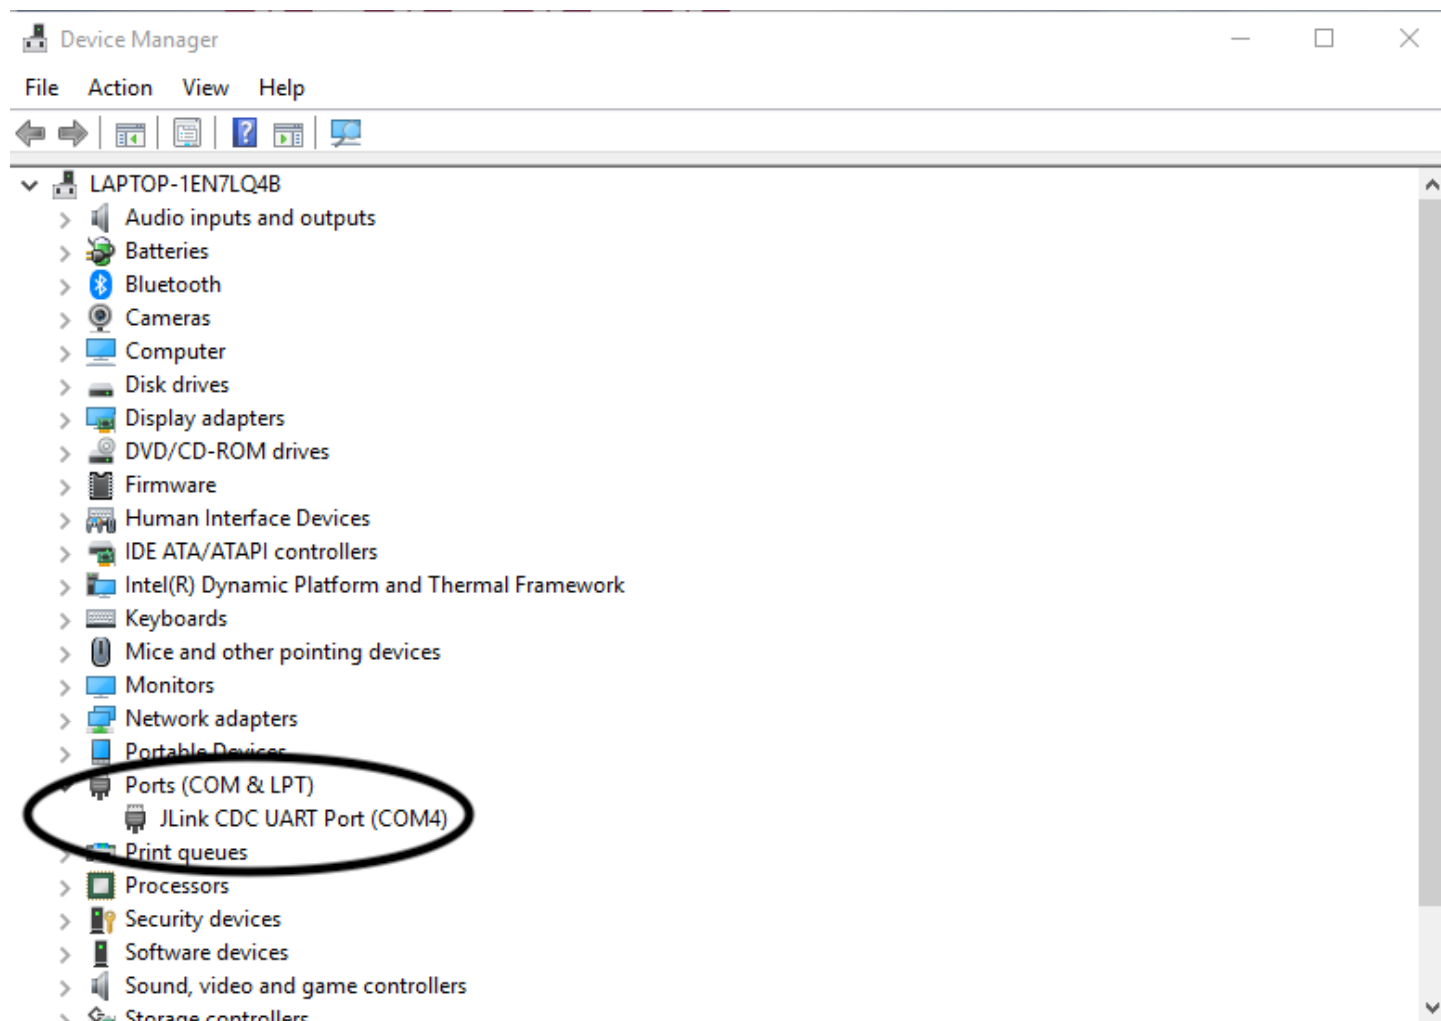 Device Manager
File Action View Help
LAPTOP-1EN7LQ4B
Audio inputs and outputs
Batteries
Bluetooth
Cameras
Computer
Disk drives
Display adapters
DVD/CD-ROM drives
Firmware
Human Interface Devices
IDE ATA/ATAPI controllers
Intel(R) Dynamic Platform and Thermal Framework
Keyboards
Mice and other pointing devices
Monitors
Network adapters
Portable Devices
Ports (COM & LPT)
JLink CDC UART Port (COM4)
Print queues
Processors
Security devices
Software devices
Sound, video and game controllers
Storage controllers